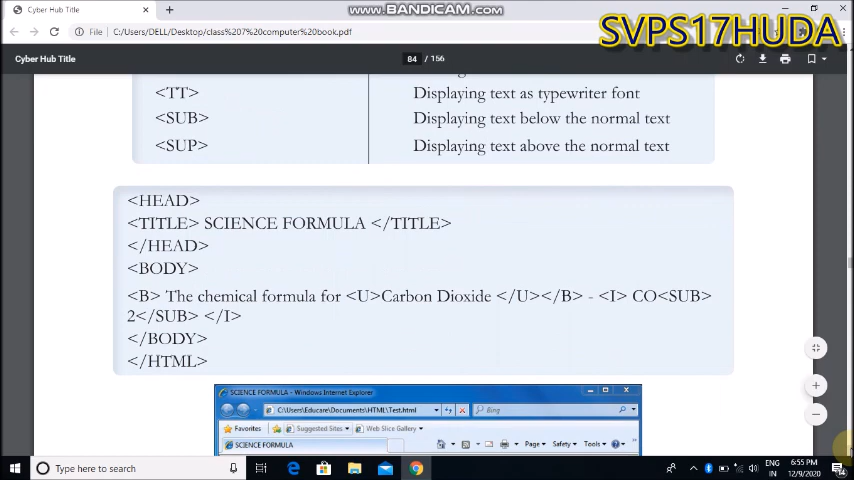 Cyber Hub Title
WWW.BANDICAM.COM
SVPS17HUDA
File
C:/Users/DELL/Desktop/class%207%20computer%20book.pdf
Cyber Hub Title
84 / 156
<TT> Displaying text as typewriter font
<SUB> Displaying text below the normal text
<SUP> Displaying text above the normal text
<HEAD>
<TITLE> SCIENCE FORMULA </TITLE>
</HEAD>
<BODY>
<B> The chemical formula for <U>Carbon Dioxide </U></B> - <I> CO<SUB>
2</SUB> </I>
</BODY>
</HTML>
SCIENCE FORMULA - Windows Internet Explorer
C:\Users\Educare\Documents\HTML\Test.html
Bing
Favorites Suggested Sites Web Slice Gallery
SCIENCE FORMULA
Page Safety Tools
Type here to search
ENG
IN
6:55 PM
12/9/2020
14